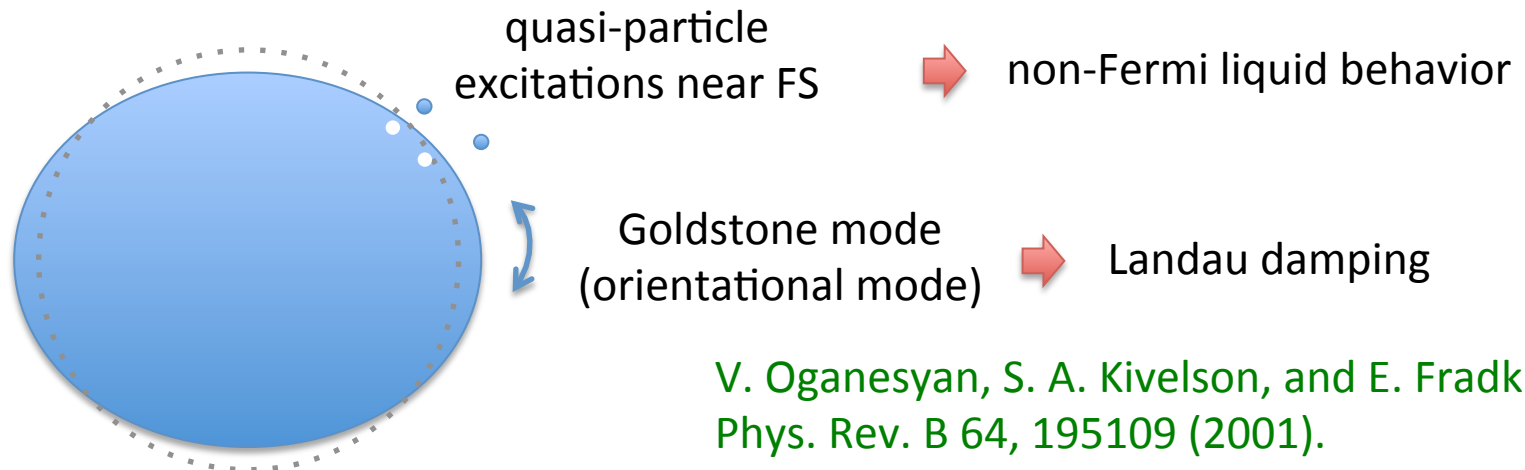 quasi-particle
excitations near FS
non-Fermi liquid behavior
Goldstone mode
(orientational mode)
Landau damping
V. Oganesyan, S. A. Kivelson, and E. Fradk
Phys. Rev. B 64, 195109 (2001).